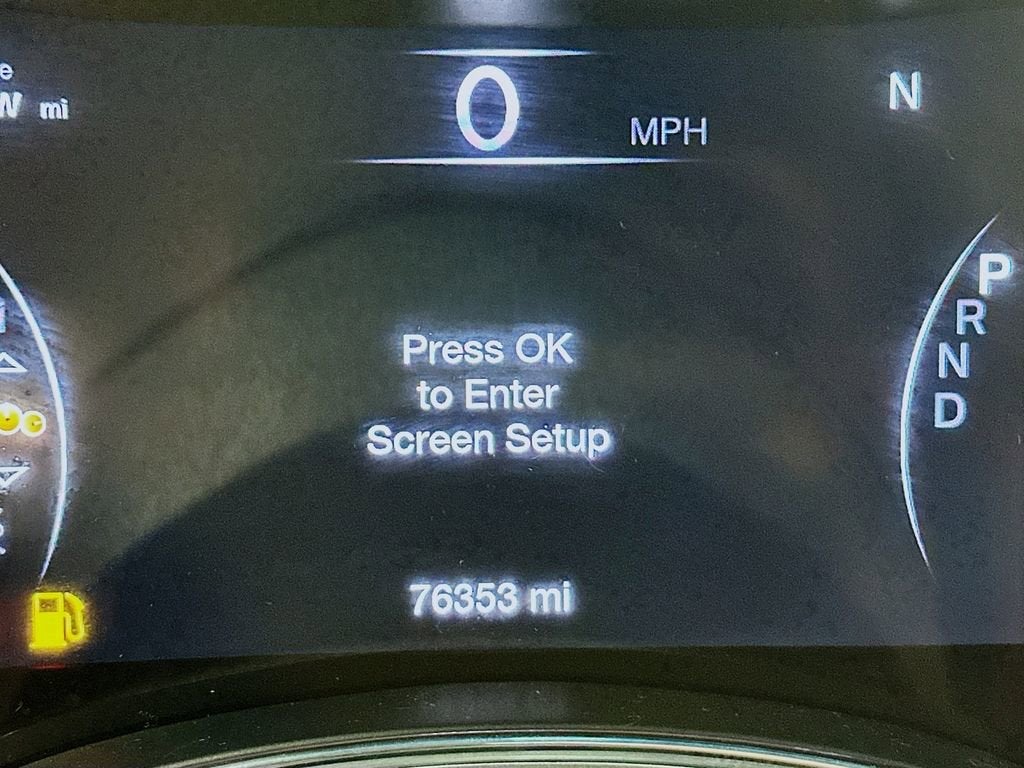 0 MPH
N
mi
Press OK
to Enter
Screen Setup
P
R
N
D
76353 mi